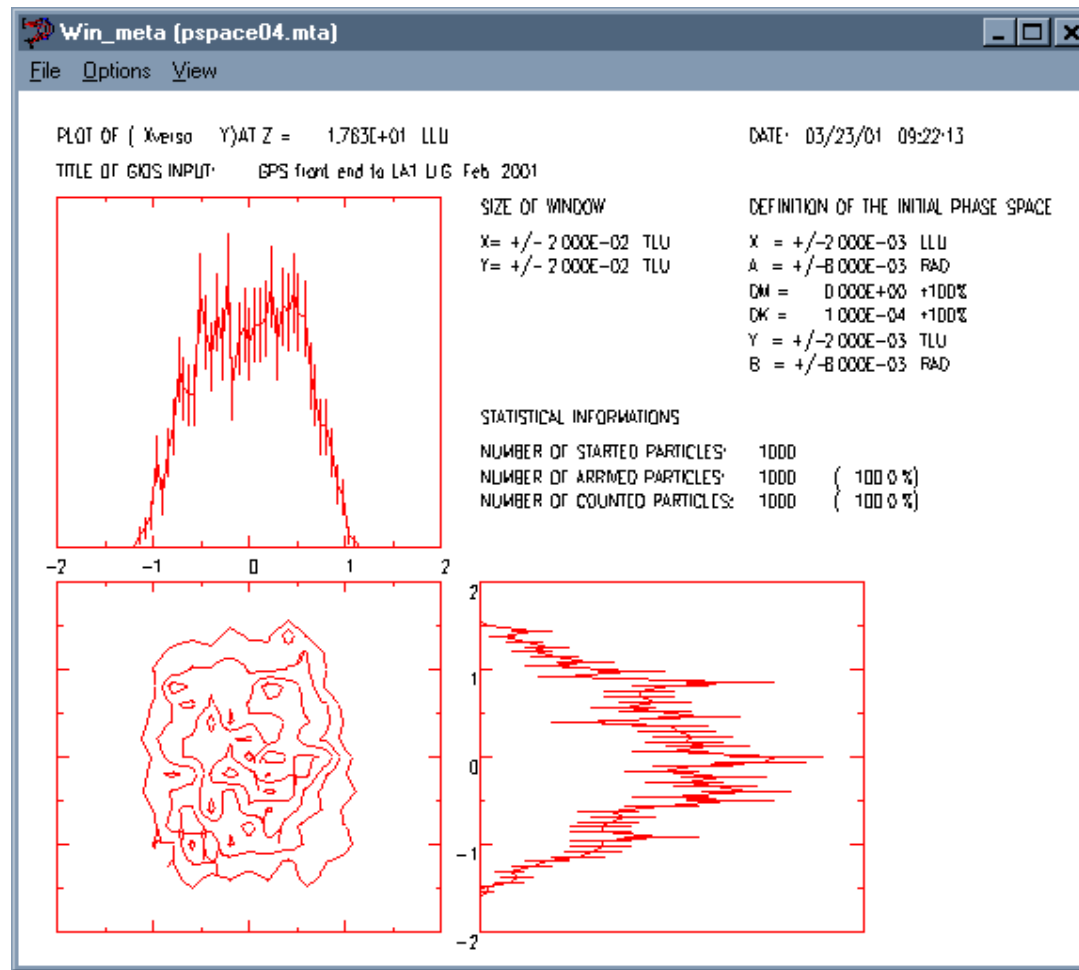 Win_meta (pspace04.mta)
File Options View
PLOT OF ( Xverso Y)AT Z = 1.763E+01 LLU
DATE: 03/23/01 09:22:13
TITLE OF GIOS INPUT: GPS front end to LA1 LIG Feb 2001
SIZE OF WINDOW
X= +/- 2 000E-02 TLU
Y= +/- 2 000E-02 TLU
DEFINITION OF THE INITIAL PHASE SPACE
X = +/-2 000E-03 LLU
A = +/-8 000E-03 RAD
DM = 0 000E+00 *100%
DK = 1 000E-04 *100%
Y = +/-2 000E-03 TLU
B = +/-8 000E-03 RAD
STATISTICAL INFORMATIONS
NUMBER OF STARTED PARTICLES: 1000
NUMBER OF ARRIVED PARTICLES: 1000 ( 100 0 %)
NUMBER OF COUNTED PARTICLES: 1000 ( 100 0 %)
-2 -1 0 1 2
2
1
0
-1
-2